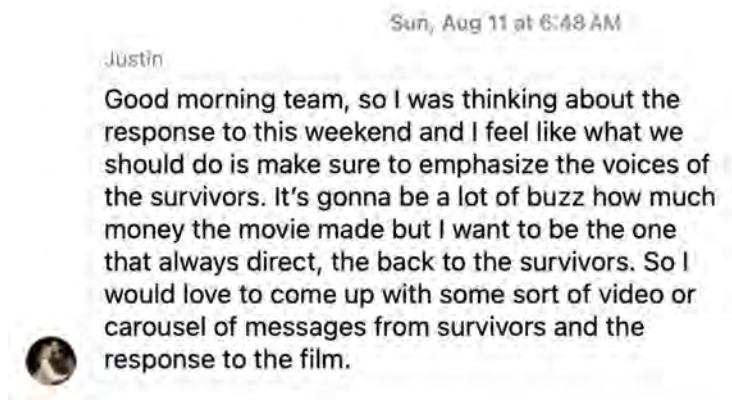 Sun, Aug 11 at 6:48 AM
Justin
Good morning team, so I was thinking about the
response to this weekend and I feel like what we
should do is make sure to emphasize the voices of
the survivors. It's gonna be a lot of buzz how much
money the movie made but I want to be the one
that always direct, the back to the survivors. So I
would love to come up with some sort of video or
carousel of messages from survivors and the
response to the film.